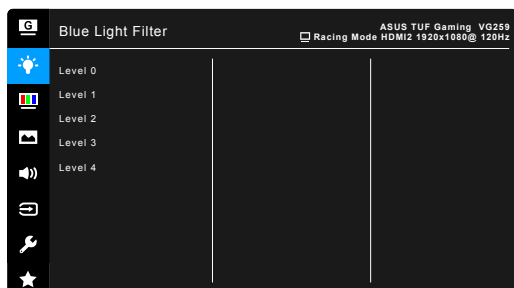 G
Blue Light Filter
ASUS TUF Gaming VG259
Racing Mode HDMI2 1920x1080@ 120Hz
Level 0
Level 1
Level 2
Level 3
Level 4